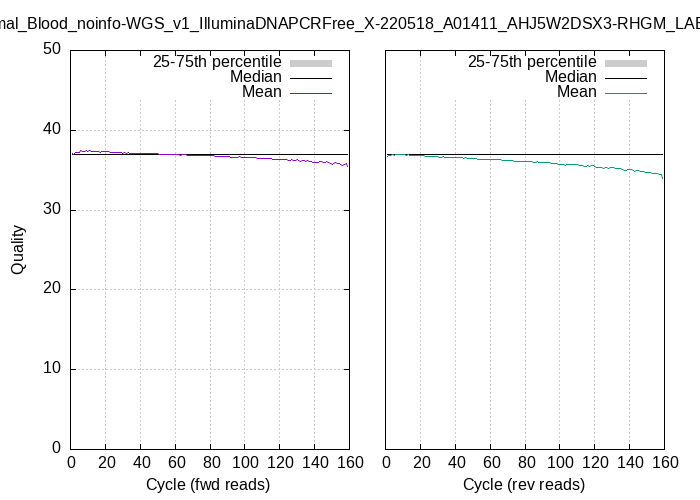 mal_Blood_noinfo-WGS_v1_IlluminaDNAPCRFree_X-220518_A01411_AHJ5W2DSX3-RHGM_LAB
50
40
30
20
10
0
Quality
25-75th percentile
Median
Mean
0 20 40 60 80 100 120 140 160
Cycle (fwd reads)
25-75th percentile
Median
Mean
0 20 40 60 80 100 120 140 160
Cycle (rev reads)